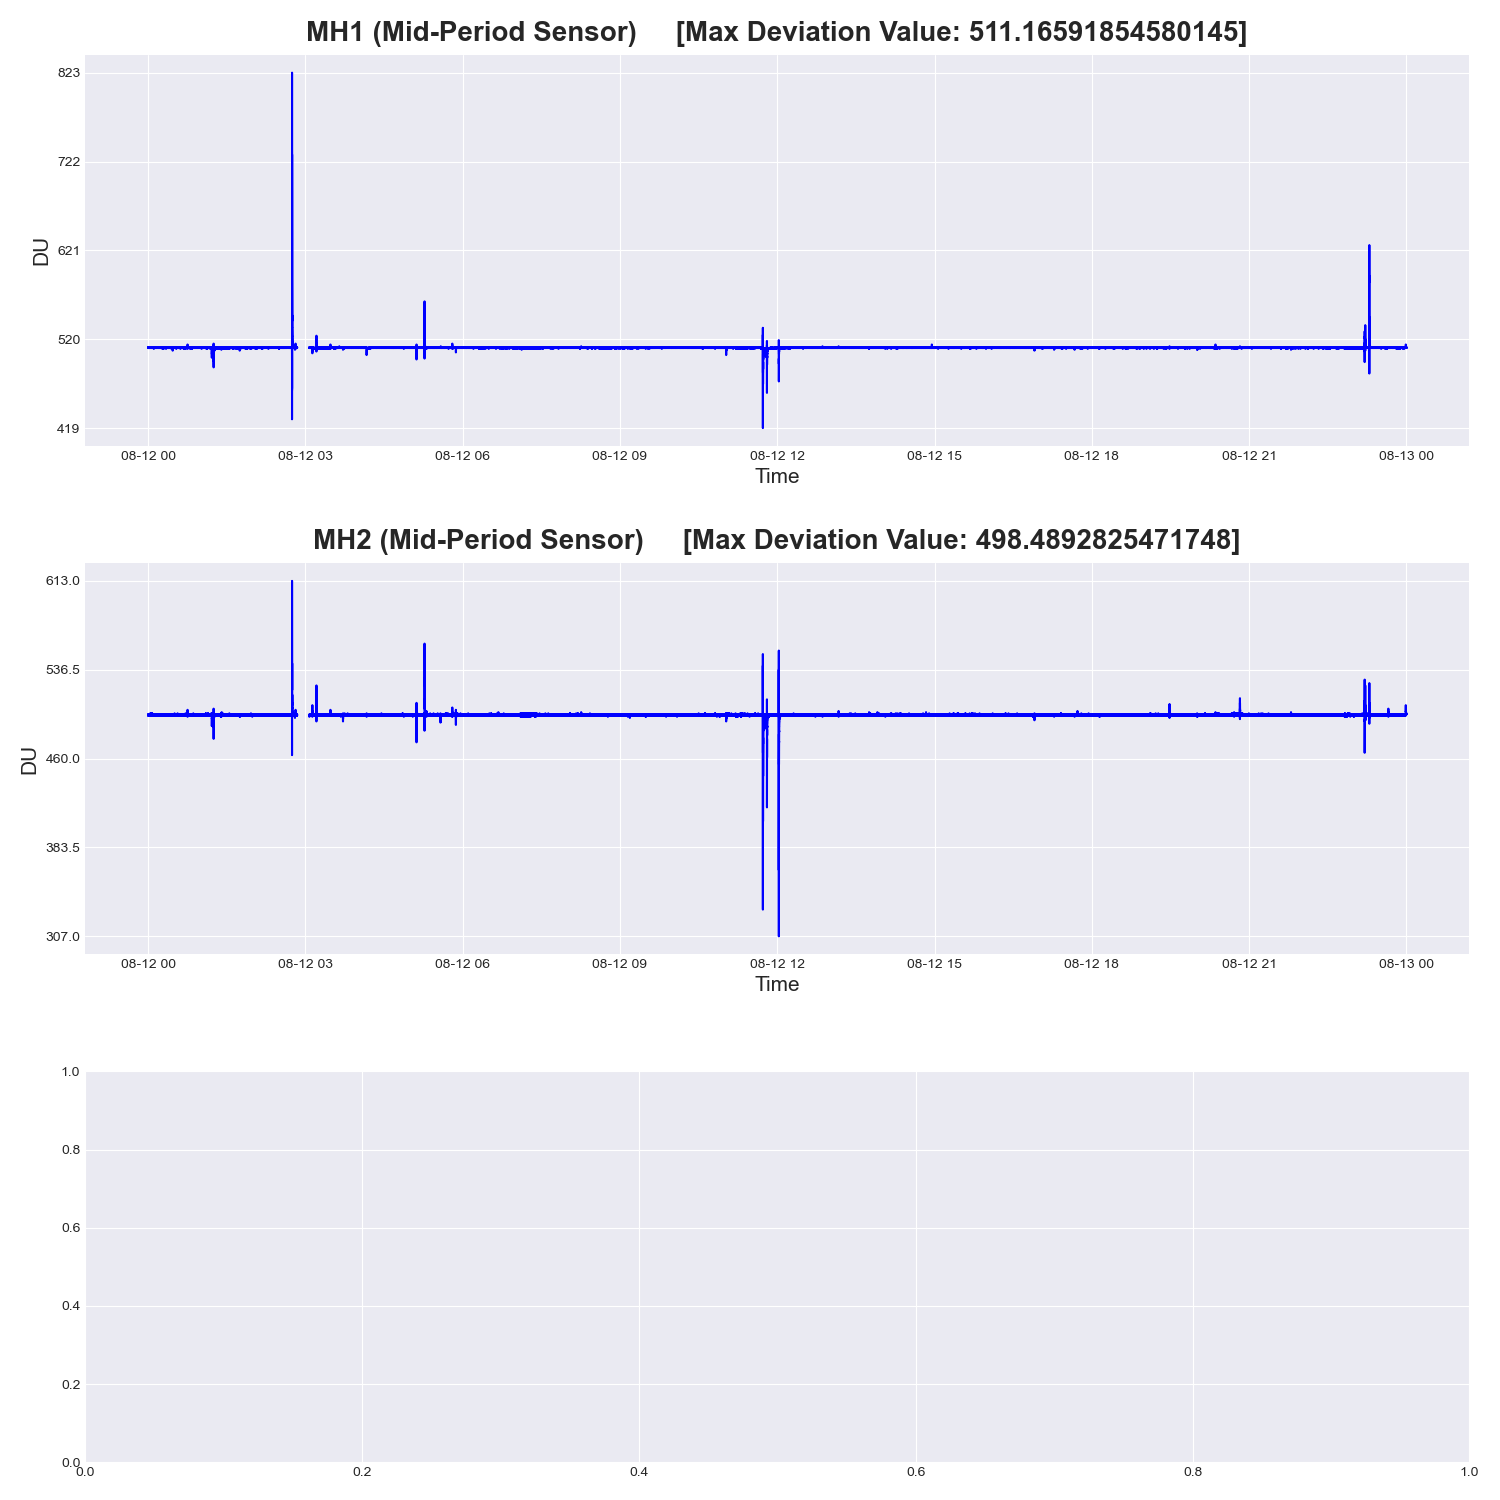 MH1 (Mid-Period Sensor) [Max Deviation Value: 511.16591854580145]
823
722
621
520
419
DU
08-12 00 08-12 03 08-12 06 08-12 09 08-12 12 08-12 15 08-12 18 08-12 21 08-13 00
Time
MH2 (Mid-Period Sensor) [Max Deviation Value: 498.4892825471748]
613.0
536.5
460.0
383.5
307.0
DU
08-12 00 08-12 03 08-12 06 08-12 09 08-12 12 08-12 15 08-12 18 08-12 21 08-13 00
Time
1.0
0.8
0.6
0.4
0.2
0.0
0.0 0.2 0.4 0.6 0.8 1.0